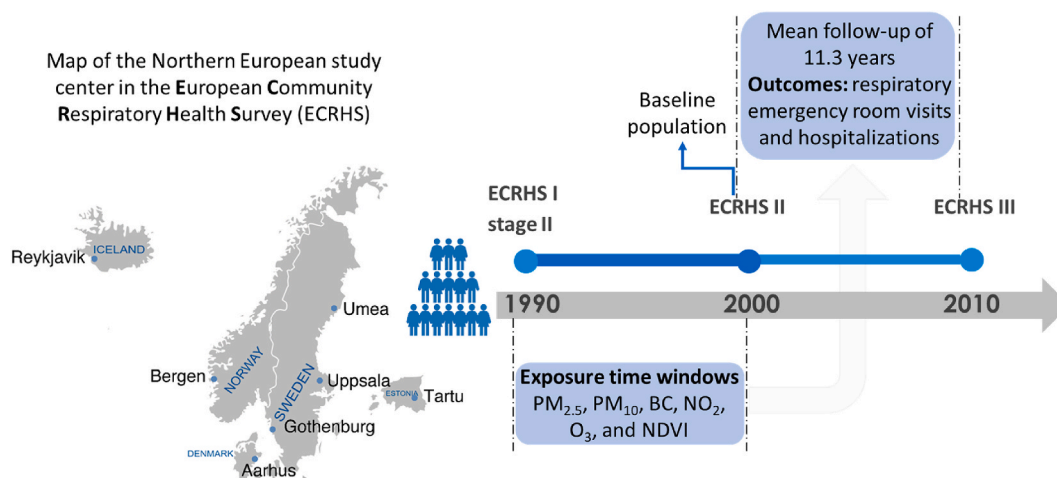 Map of the Northern European study
center in the European Community
Respiratory Health Survey (ECRHS)
Reykjavik
ICELAND
Umea
Bergen
NORWAY
SWEDEN
Uppsala
ESTONIA
Tartu
Gothenburg
DENMARK
Aarhus
Mean follow-up of
11.3 years
Outcomes: respiratory
emergency room visits
and hospitalizations
Baseline
population
ECRHS I
stage II
ECRHS II
ECRHS III
1990
2000
2010
Exposure time windows
PM2.5, PM10, BC, NO2,
O3, and NDVI